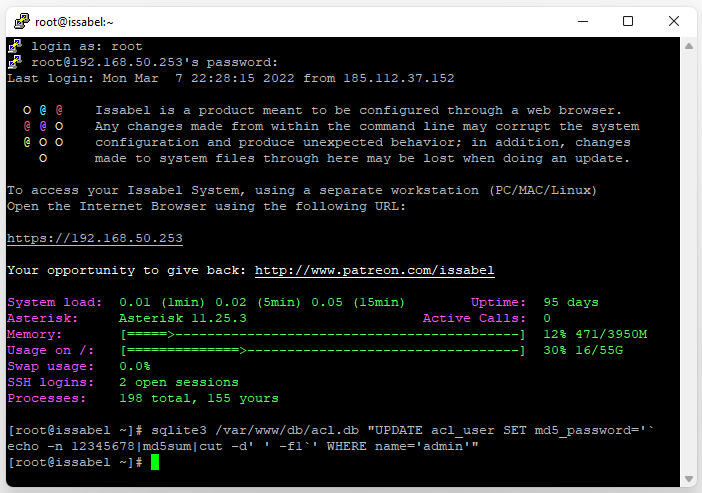 root@issabel:~
login as: root
root@192.168.50.253's password:
Last login: Mon Mar  7 22:28:15 2022 from 185.112.37.152
O @ @    Issabel is a product meant to be configured through a web browser.
@ @ O    Any changes made from within the command line may corrupt the system
@ O O    configuration and produce unexpected behavior; in addition, changes
O    made to system files through here may be lost when doing an update.
To access your Issabel System, using a separate workstation (PC/MAC/Linux)
Open the Internet Browser using the following URL:
https://192.168.50.253
Your opportunity to give back: http://www.patreon.com/issabel
System load:  0.01 (1min) 0.02 (5min) 0.05 (15min)        Uptime:  95 days
Asterisk:     Asterisk 11.25.3                      Active Calls:  0
Memory:       [=====>-------------------------------------------]  12% 471/3950M
Usage on /:   [==============>----------------------------------]  30% 16/55G
Swap usage:   0.0%
SSH logins:   2 open sessions
Processes:    198 total, 155 yours
[root@issabel ~]# sqlite3 /var/www/db/acl.db "UPDATE acl_user SET md5_password='`
echo -n 12345678|md5sum|cut -d' ' -f1`' WHERE name='admin'"
[root@issabel ~]#